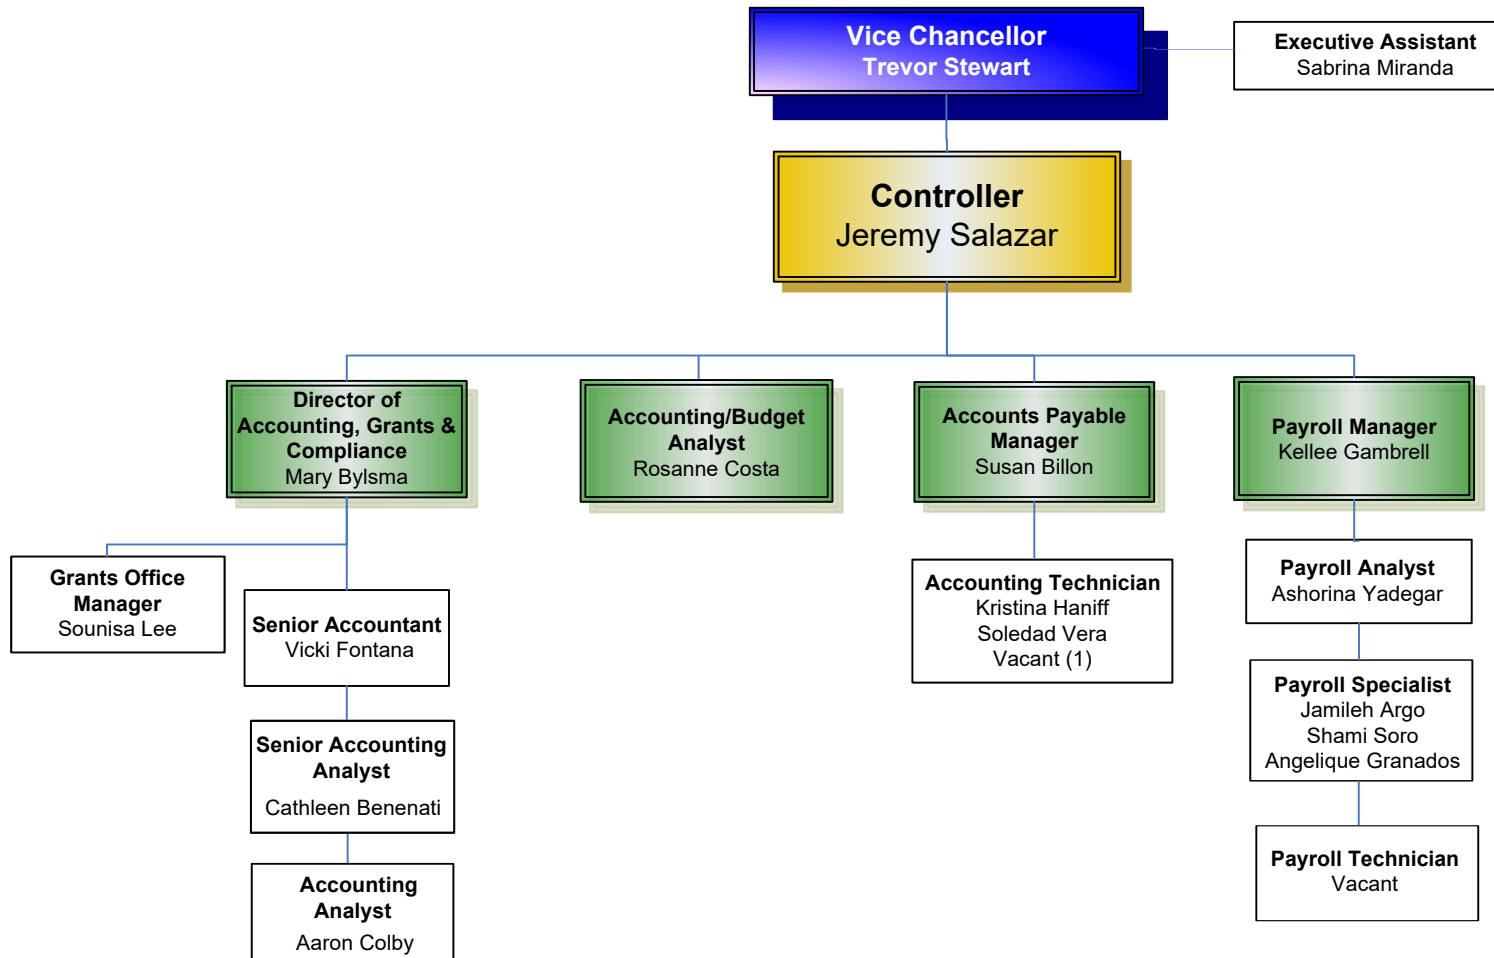 Vice Chancellor
Trevor Stewart
Executive Assistant
Sabrina Miranda
Controller
Jeremy Salazar
Director of
Accounting, Grants &
Compliance
Mary Bylsma
Accounting/Budget
Analyst
Rosanne Costa
Accounts Payable
Manager
Susan Billon
Payroll Manager
Kellee Gambrell
Grants Office
Manager
Sounisa Lee
Senior Accountant
Vicki Fontana
Senior Accounting
Analyst
Cathleen Benenati
Accounting
Analyst
Aaron Colby
Accounting Technician
Kristina Haniff
Soledad Vera
Vacant (1)
Payroll Analyst
Ashorina Yadegar
Payroll Specialist
Jamileh Argo
Shami Soro
Angelique Granados
Payroll Technician
Vacant